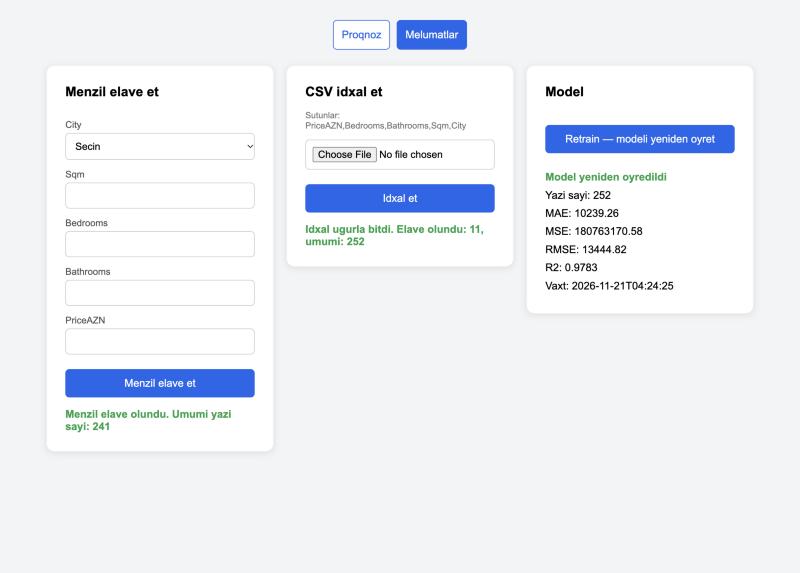 Proqnoz
Melumatlar
Menzil elave et
City
Secin
Sqm
Bedrooms
Bathrooms
PriceAZN
Menzil elave et
Menzil elave olundu. Umumi yazi
sayi: 241
CSV idxal et
Sutunlar:
PriceAZN,Bedrooms,Bathrooms,Sqm,City
Choose File No file chosen
Idxal et
Idxal ugurla bitdi. Elave olundu: 11,
umumi: 252
Model
Retrain — modeli yeniden oyret
Model yeniden oyredildi
Yazi sayi: 252
MAE: 10239.26
MSE: 180763170.58
RMSE: 13444.82
R2: 0.9783
Vaxt: 2026-11-21T04:24:25